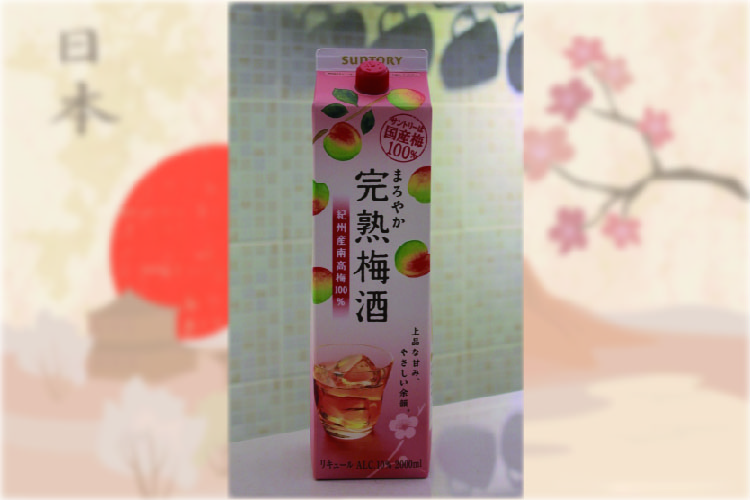 日本
SUNTORY
サントリーは
国産梅
100%
まろやか
完熟梅酒
紀州産南高梅100%
上品な甘み、
やさしい余韻。
リキュール ALC.15% 2000ml